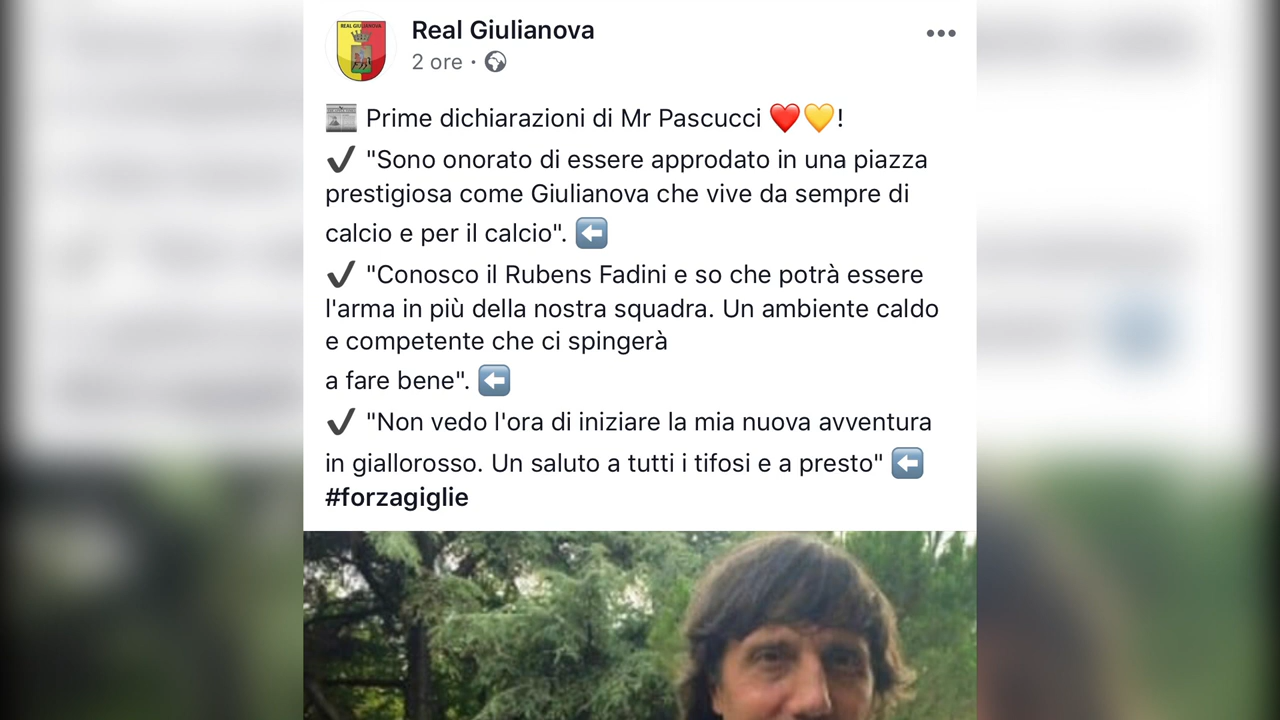 REAL GIULIANOVA
Real Giulianova
2 ore ·
Prime dichiarazioni di Mr Pascucci ❤️💛!
✔️ "Sono onorato di essere approdato in una piazza
prestigiosa come Giulianova che vive da sempre di
calcio e per il calcio". ⬅️
✔️ "Conosco il Rubens Fadini e so che potrà essere
l'arma in più della nostra squadra. Un ambiente caldo
e competente che ci spingerà
a fare bene". ⬅️
✔️ "Non vedo l'ora di iniziare la mia nuova avventura
in giallorosso. Un saluto a tutti i tifosi e a presto" ⬅️
#forzagiglie